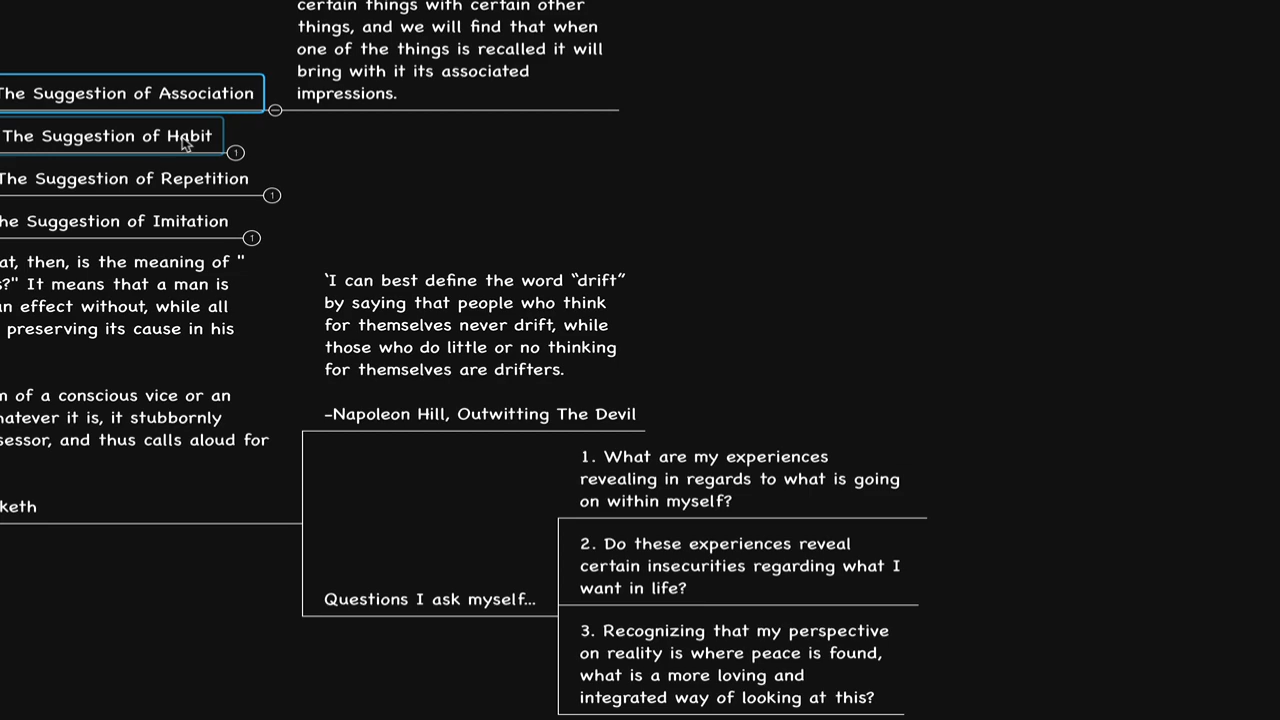 certain things with certain other
things, and we will find that when
one of the things is recalled it will
bring with it its associated
impressions.
The Suggestion of Association
The Suggestion of Habit
1
The Suggestion of Repetition
1
he Suggestion of Imitation
1
at, then, is the meaning of "
s?" It means that a man is
n effect without, while all
preserving its cause in his
m of a conscious vice or an
hatever it is, it stubbornly
sessor, and thus calls aloud for
keth
‘I can best define the word “drift”
by saying that people who think
for themselves never drift, while
those who do little or no thinking
for themselves are drifters.
–Napoleon Hill, Outwitting The Devil
Questions I ask myself...
1. What are my experiences
revealing in regards to what is going
on within myself?
2. Do these experiences reveal
certain insecurities regarding what I
want in life?
3. Recognizing that my perspective
on reality is where peace is found,
what is a more loving and
integrated way of looking at this?